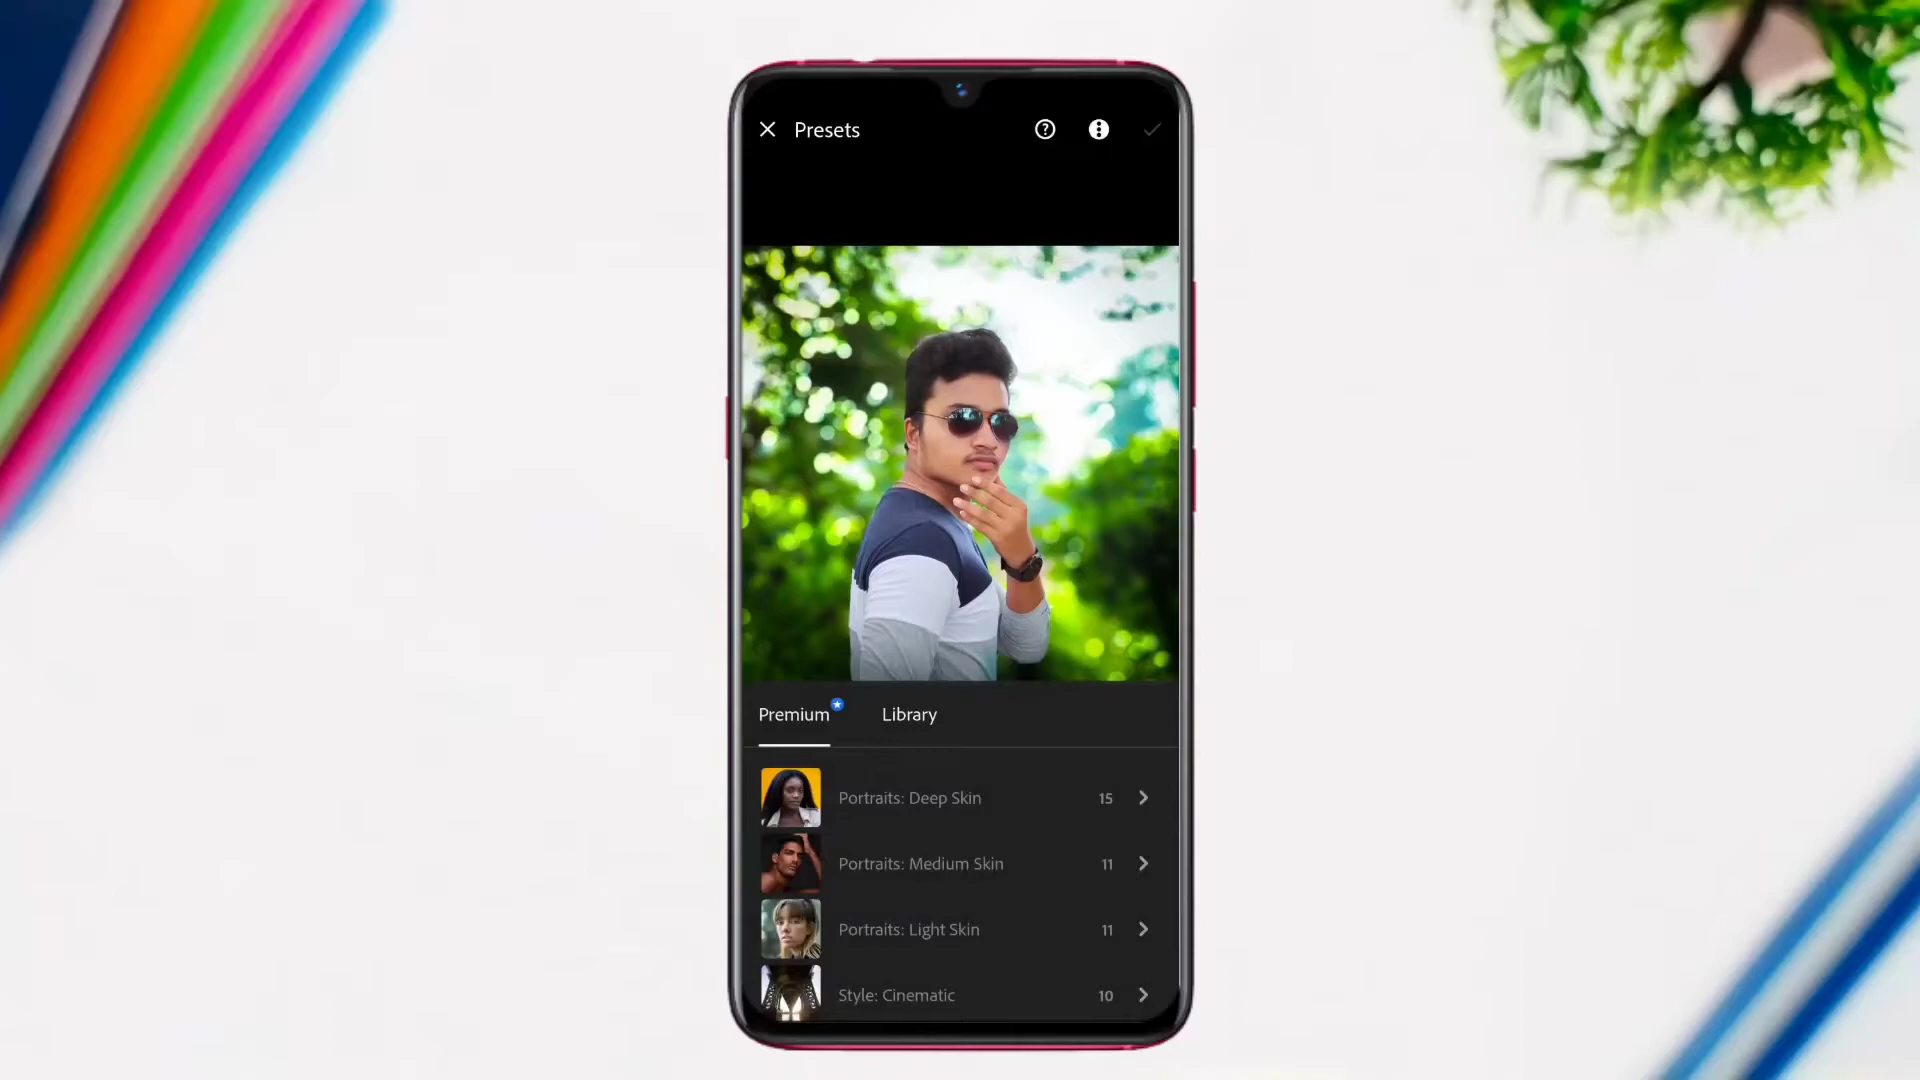 Presets
Premium Library
Portraits: Deep Skin 15
Portraits: Medium Skin 11
Portraits: Light Skin 11
Style: Cinematic 10